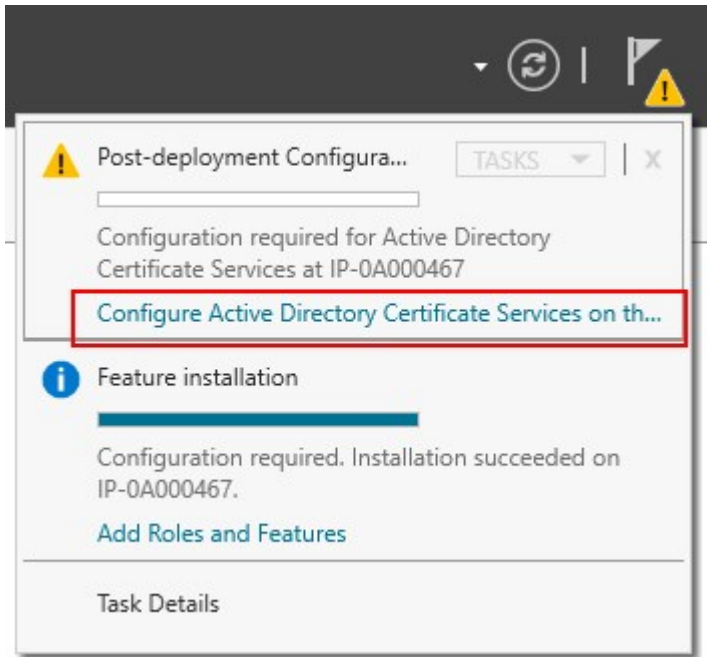 Post-deployment Configura...
TASKS
X
Configuration required for Active Directory
Certificate Services at IP-0A000467
Configure Active Directory Certificate Services on th...
Feature installation
Configuration required. Installation succeeded on
IP-0A000467.
Add Roles and Features
Task Details